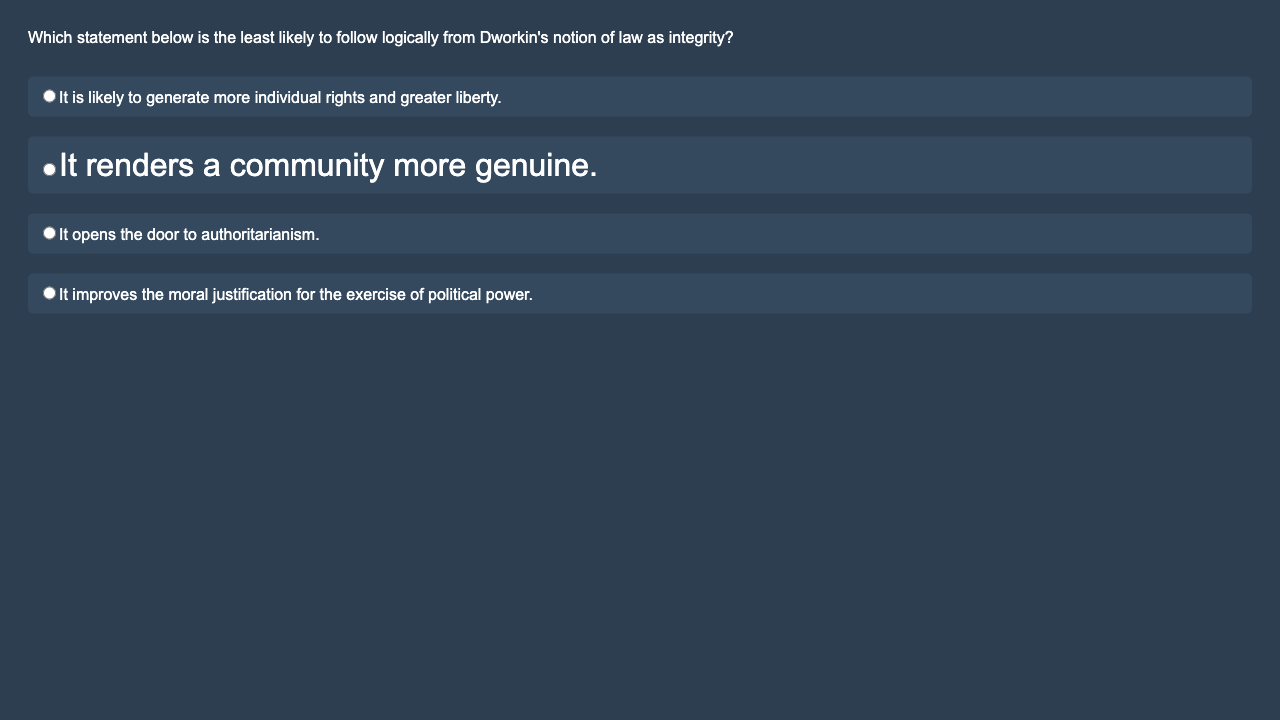 Which statement below is the least likely to follow logically from Dworkin's notion of law as integrity?
It is likely to generate more individual rights and greater liberty.
It renders a community more genuine.
It opens the door to authoritarianism.
It improves the moral justification for the exercise of political power.